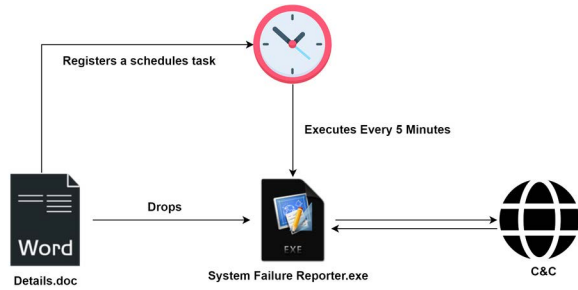 Registers a schedules task
Executes Every 5 Minutes
Drops
Word
EXE
Details.doc
System Failure Reporter.exe
C&C